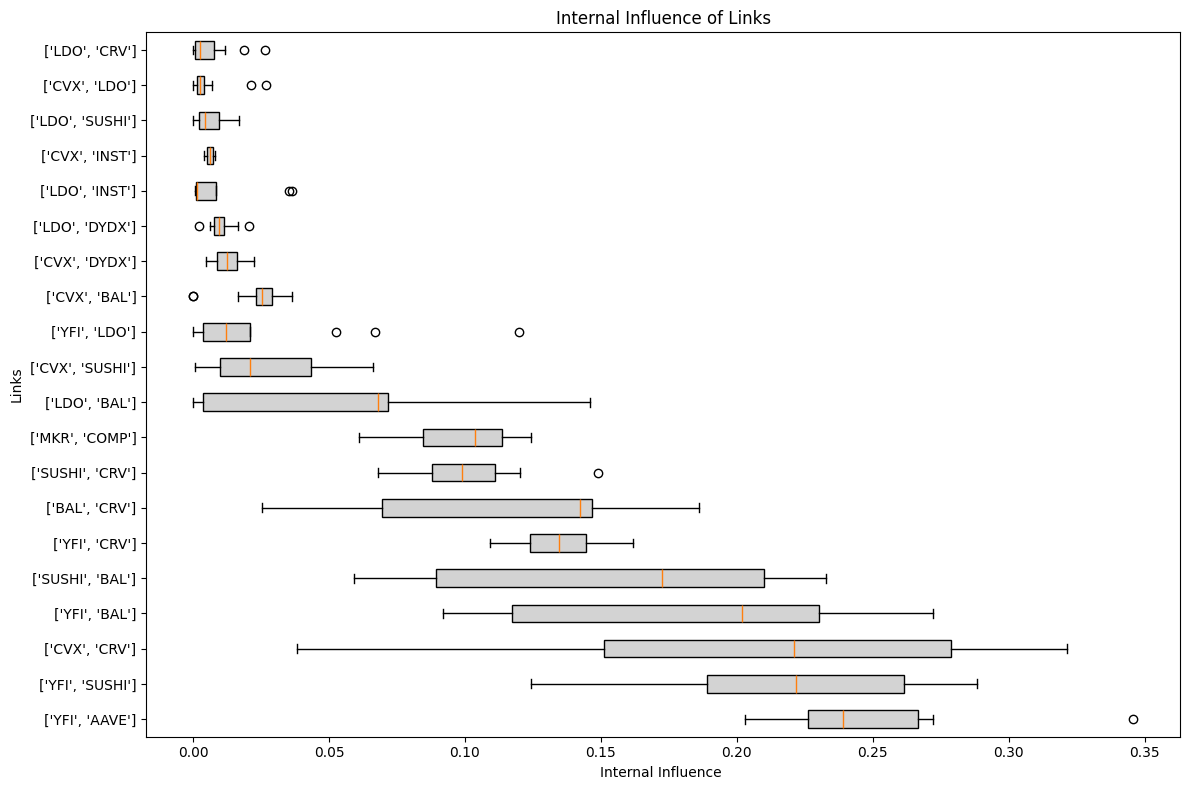 Internal Influence of Links
['LDO', 'CRV']
['CVX', 'LDO']
['LDO', 'SUSHI']
['CVX', 'INST']
['LDO', 'INST']
['LDO', 'DYDX']
['CVX', 'DYDX']
['CVX', 'BAL']
['YFI', 'LDO']
['CVX', 'SUSHI']
['LDO', 'BAL']
['MKR', 'COMP']
['SUSHI', 'CRV']
['BAL', 'CRV']
['YFI', 'CRV']
['SUSHI', 'BAL']
['YFI', 'BAL']
['CVX', 'CRV']
['YFI', 'SUSHI']
['YFI', 'AAVE']
Links
0.00 0.05 0.10 0.15 0.20 0.25 0.30 0.35
Internal Influence